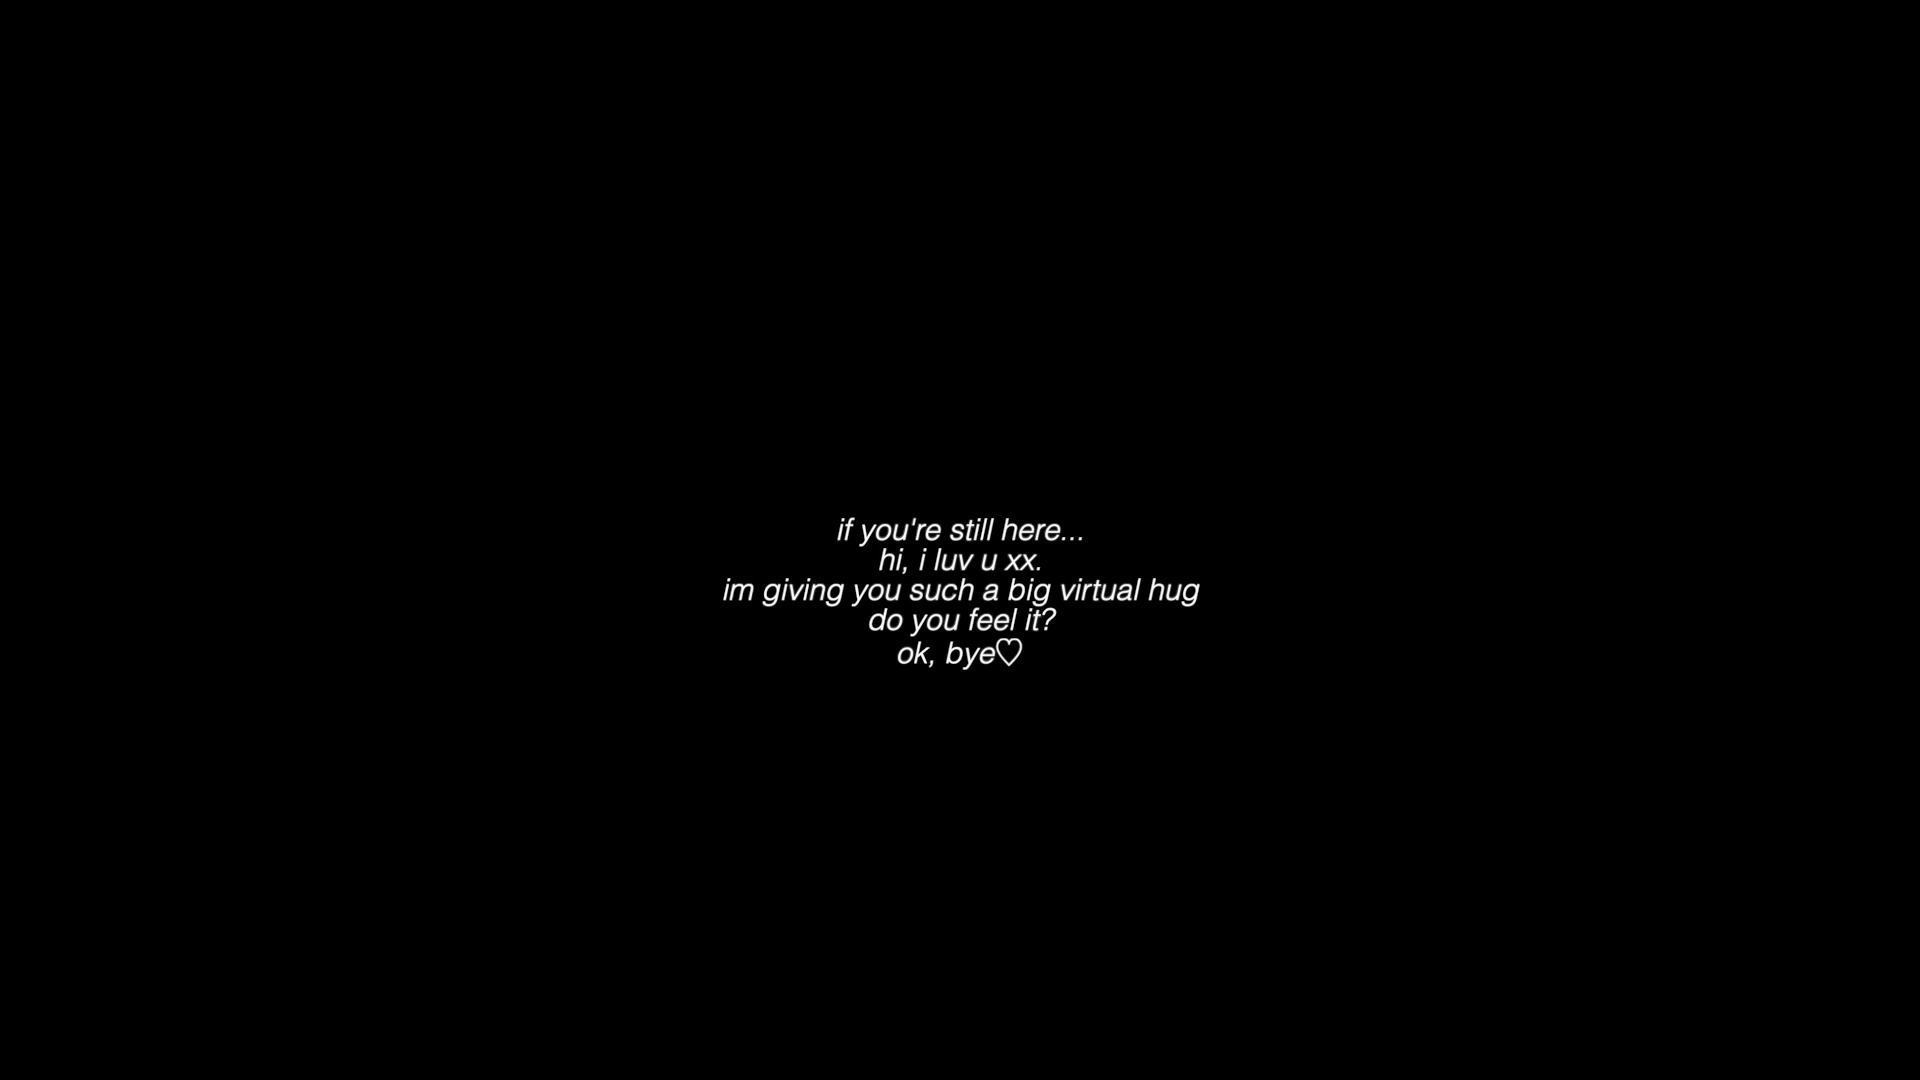 if you're still here...
hi, i luv u xx.
im giving you such a big virtual hug
do you feel it?
ok, bye♡